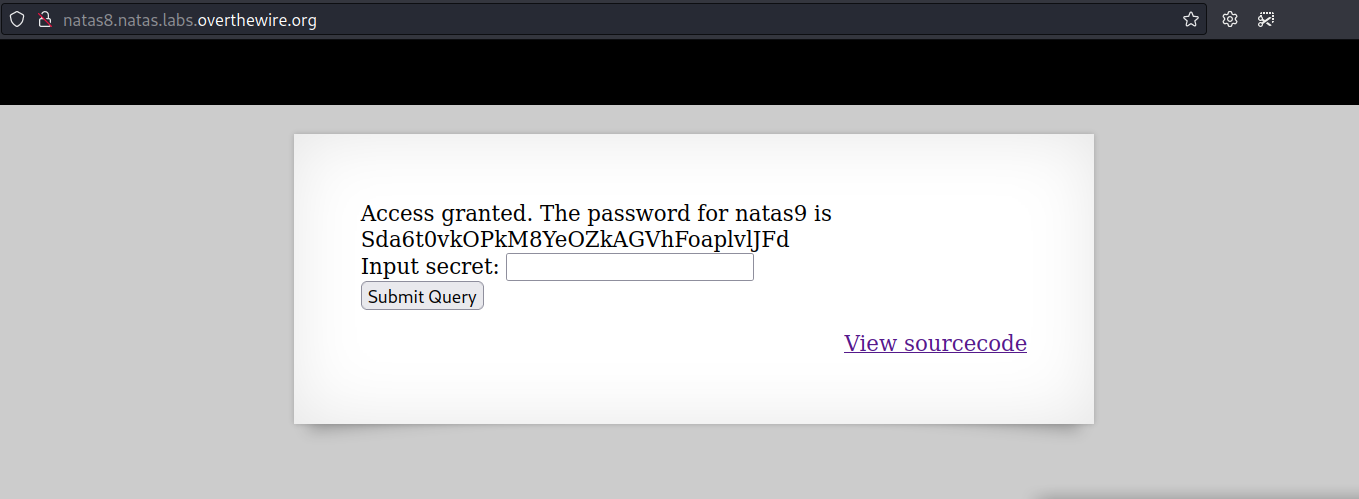 natas8.natas.labs.overthewire.org
Access granted. The password for natas9 is
Sda6t0vkOPkM8YeOZkAGVhFoaplvlJFd
Input secret:
Submit Query
View sourcecode